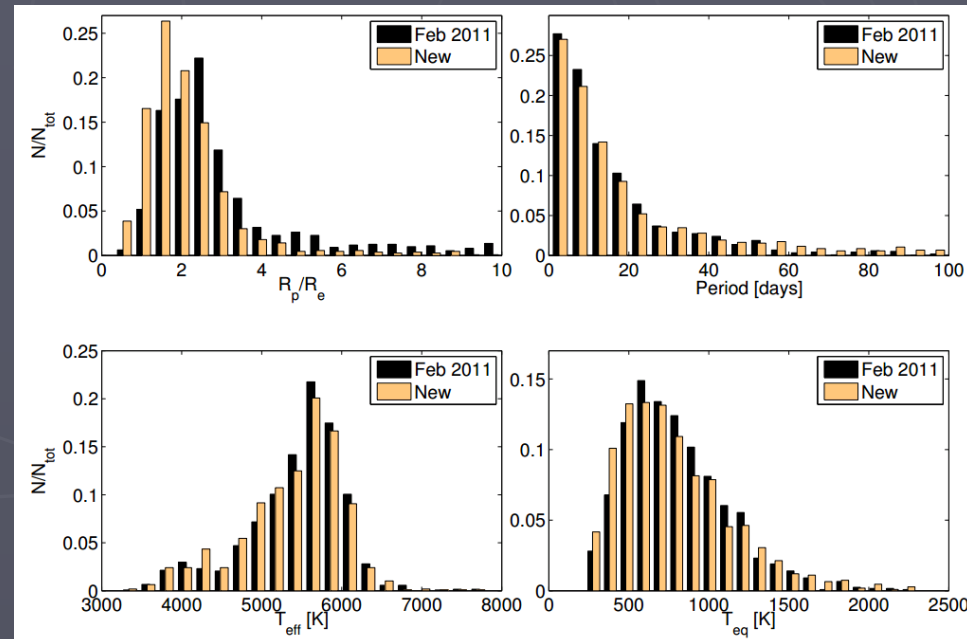 0.25
0.2
0.15
0.1
0.05
0
N/N_tot
0 2 4 6 8 10
R_p/R_e
Feb 2011
New
0.25
0.2
0.15
0.1
0.05
0
0 20 40 60 80 100
Period [days]
Feb 2011
New
0.25
0.2
0.15
0.1
0.05
0
N/N_tot
3000 4000 5000 6000 7000 8000
T_eff [K]
Feb 2011
New
0.15
0.1
0.05
0
0 500 1000 1500 2000 2500
T_eq [K]
Feb 2011
New